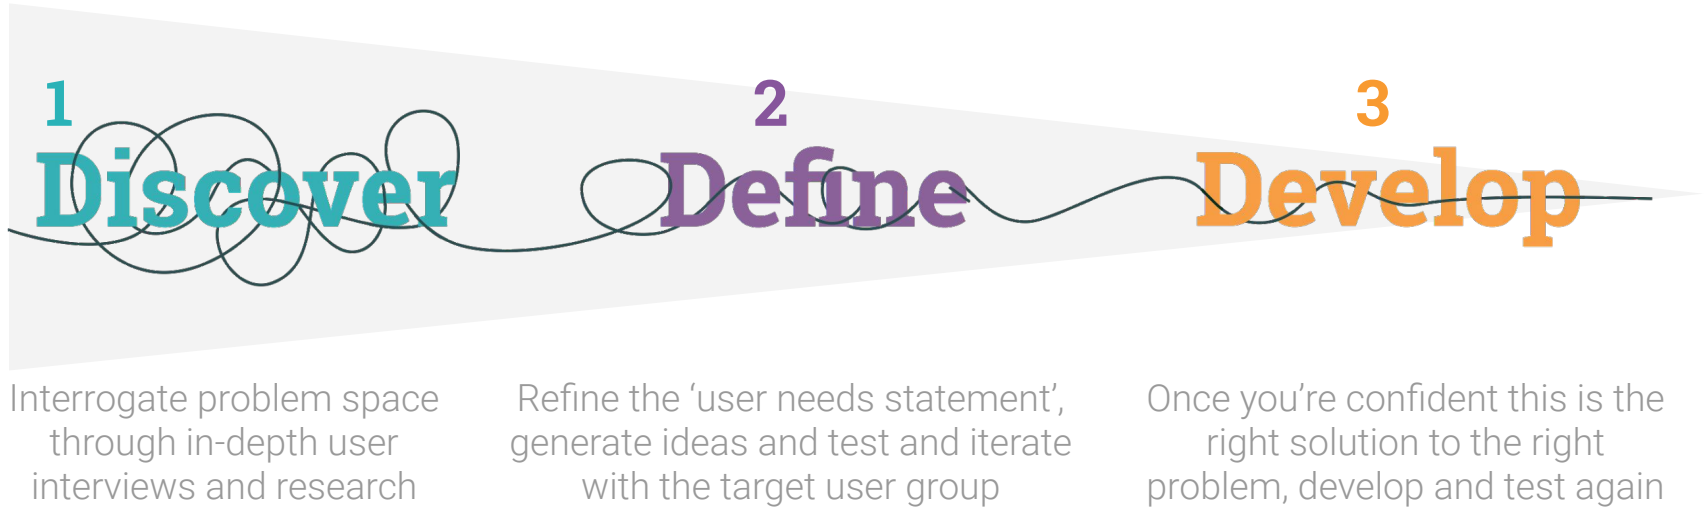 1
Discover
Interrogate problem space
through in-depth user
interviews and research
2
Define
Refine the ‘user needs statement’,
generate ideas and test and iterate
with the target user group
3
Develop
Once you’re confident this is the
right solution to the right
problem, develop and test again